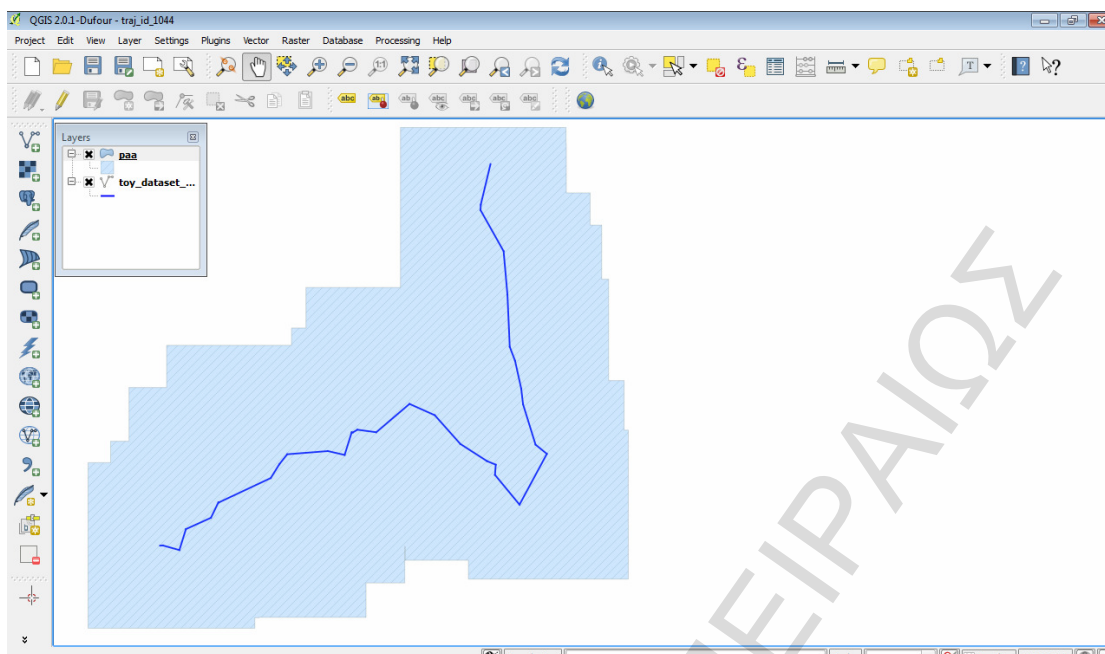 QGIS 2.0.1-Dufour - traj_id_1044
Project Edit View Layer Settings Plugins Vector Raster Database Processing Help
Layers
paa
toy_dataset_...
ΠΕΙΡΑΙΩΣ